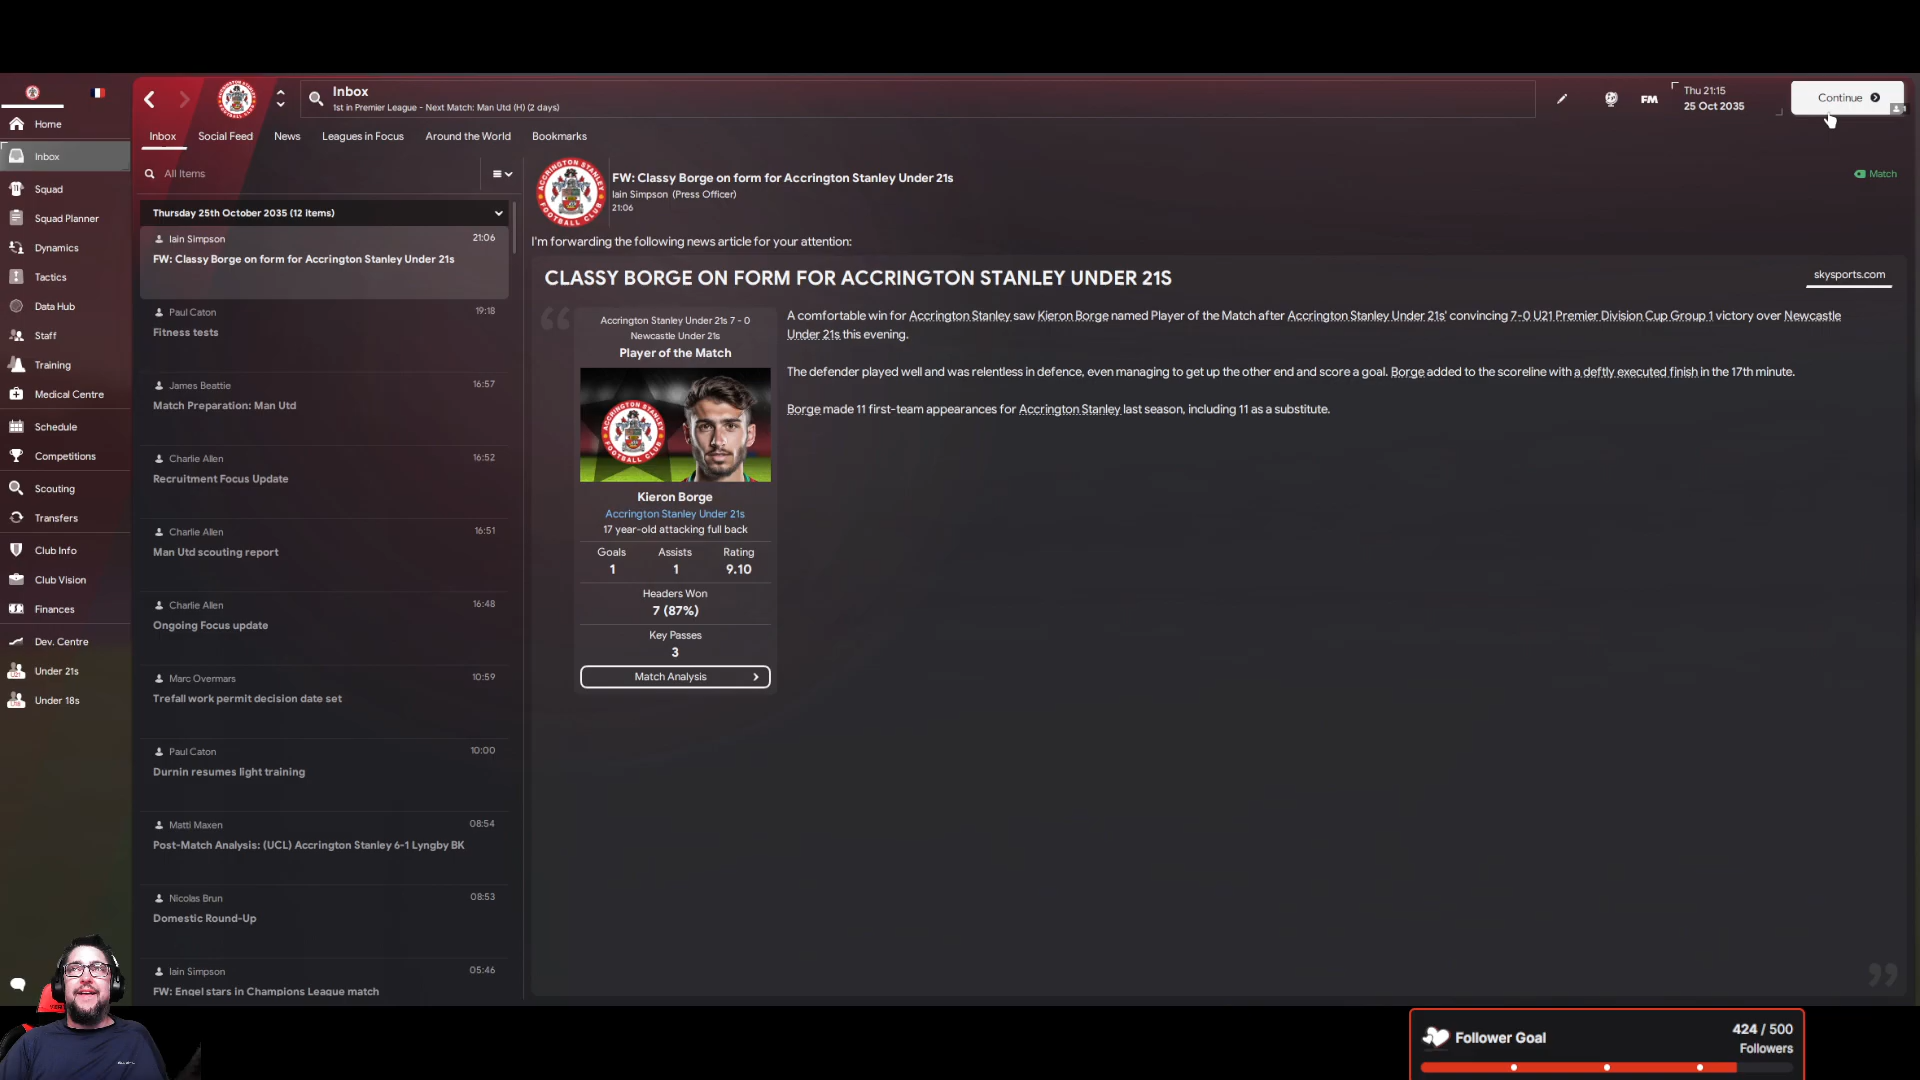 Inbox
1st in Premier League - Next Match: Man Utd (H) (2 days)
FM
Thu 21:15
25 Oct 2035
Continue
1
Home
Inbox
Squad
Squad Planner
Dynamics
Tactics
Data Hub
Staff
Training
Medical Centre
Schedule
Competitions
Scouting
Transfers
Club Info
Club Vision
Finances
Dev. Centre
Under 21s
Under 18s
Inbox Social Feed News Leagues in Focus Around the World Bookmarks
All Items
Thursday 25th October 2035 (12 items)
Iain Simpson 21:06
FW: Classy Borge on form for Accrington Stanley Under 21s
Paul Caton 19:18
Fitness tests
James Beattie 16:57
Match Preparation: Man Utd
Charlie Allen 16:52
Recruitment Focus Update
Charlie Allen 16:51
Man Utd scouting report
Charlie Allen 16:48
Ongoing Focus update
Marc Overmars 10:59
Trefall work permit decision date set
Paul Caton 10:00
Durnin resumes light training
Matti Maxen 08:54
Post-Match Analysis: (UCL) Accrington Stanley 6-1 Lyngby BK
Nicolas Brun 08:53
Domestic Round-Up
Iain Simpson 05:46
FW: Engel stars in Champions League match
ACCRINGTON STANLEY
FOOTBALL CLUB
FW: Classy Borge on form for Accrington Stanley Under 21s
Iain Simpson (Press Officer)
21:06
Match
I'm forwarding the following news article for your attention:
CLASSY BORGE ON FORM FOR ACCRINGTON STANLEY UNDER 21S
skysports.com
Accrington Stanley Under 21s 7 - 0
Newcastle Under 21s
Player of the Match
Kieron Borge
Accrington Stanley Under 21s
17 year-old attacking full back
Goals Assists Rating
1 1 9.10
Headers Won
7 (87%)
Key Passes
3
Match Analysis
A comfortable win for Accrington Stanley saw Kieron Borge named Player of the Match after Accrington Stanley Under 21s' convincing 7-0 U21 Premier Division Cup Group 1 victory over Newcastle
Under 21s this evening.
The defender played well and was relentless in defence, even managing to get up the other end and score a goal. Borge added to the scoreline with a deftly executed finish in the 17th minute.
Borge made 11 first-team appearances for Accrington Stanley last season, including 11 as a substitute.
Follower Goal
424 / 500
Followers